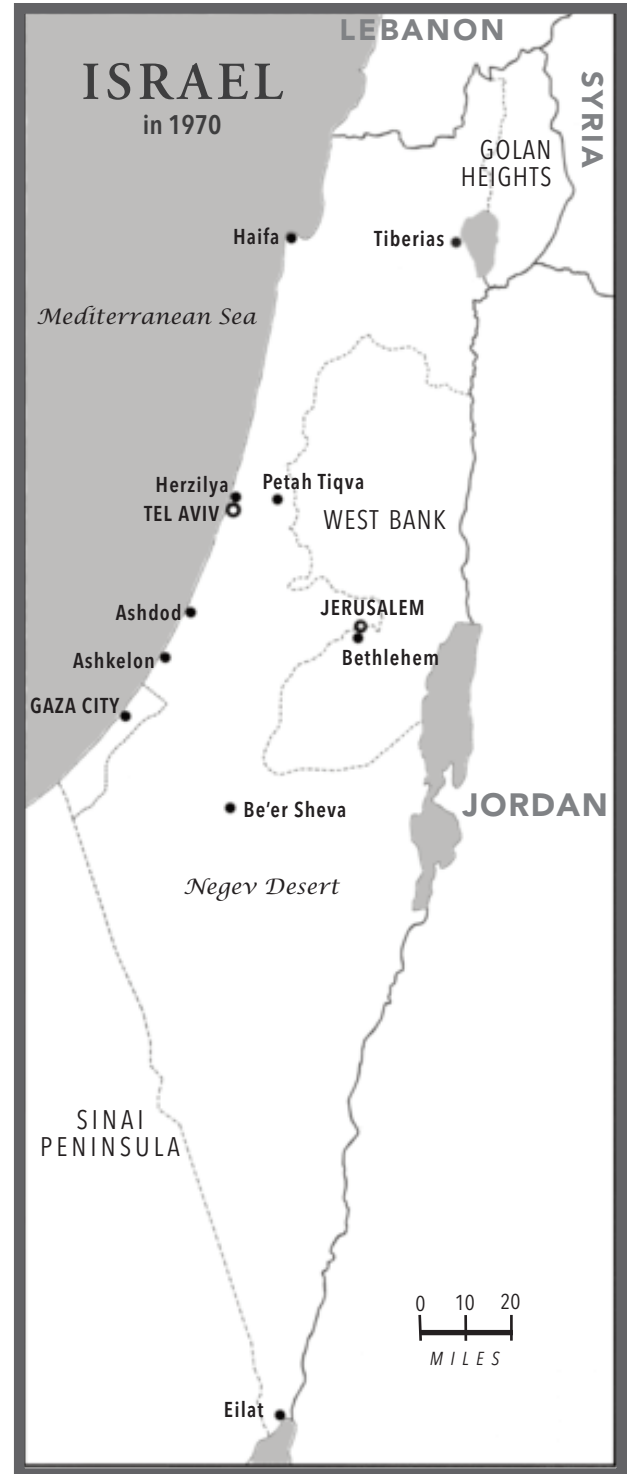 LEBANON
ISRAEL
in 1970
SYRIA
GOLAN
HEIGHTS
Haifa
Tiberias
Mediterranean Sea
Herzilya
Petah Tiqva
TEL AVIV
WEST BANK
JERUSALEM
Ashdod
Bethlehem
Ashkelon
GAZA CITY
JORDAN
Be’er Sheva
Negev Desert
SINAI
PENINSULA
0 10 20
MILES
Eilat